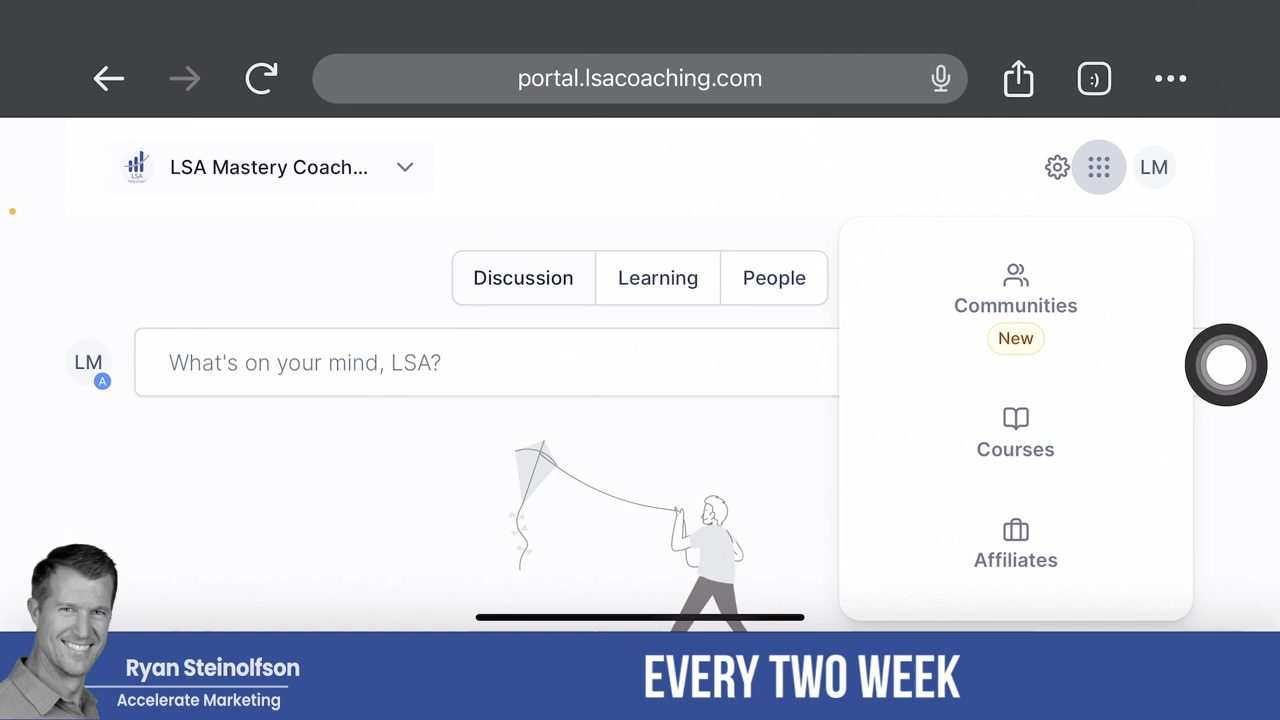 portal.lsacoaching.com
:)
LSA Mastery Coach...
LM
Discussion
Learning
People
Communities
New
LM
A
What's on your mind, LSA?
Courses
Affiliates
Ryan Steinolfson
Accelerate Marketing
EVERY TWO WEEK